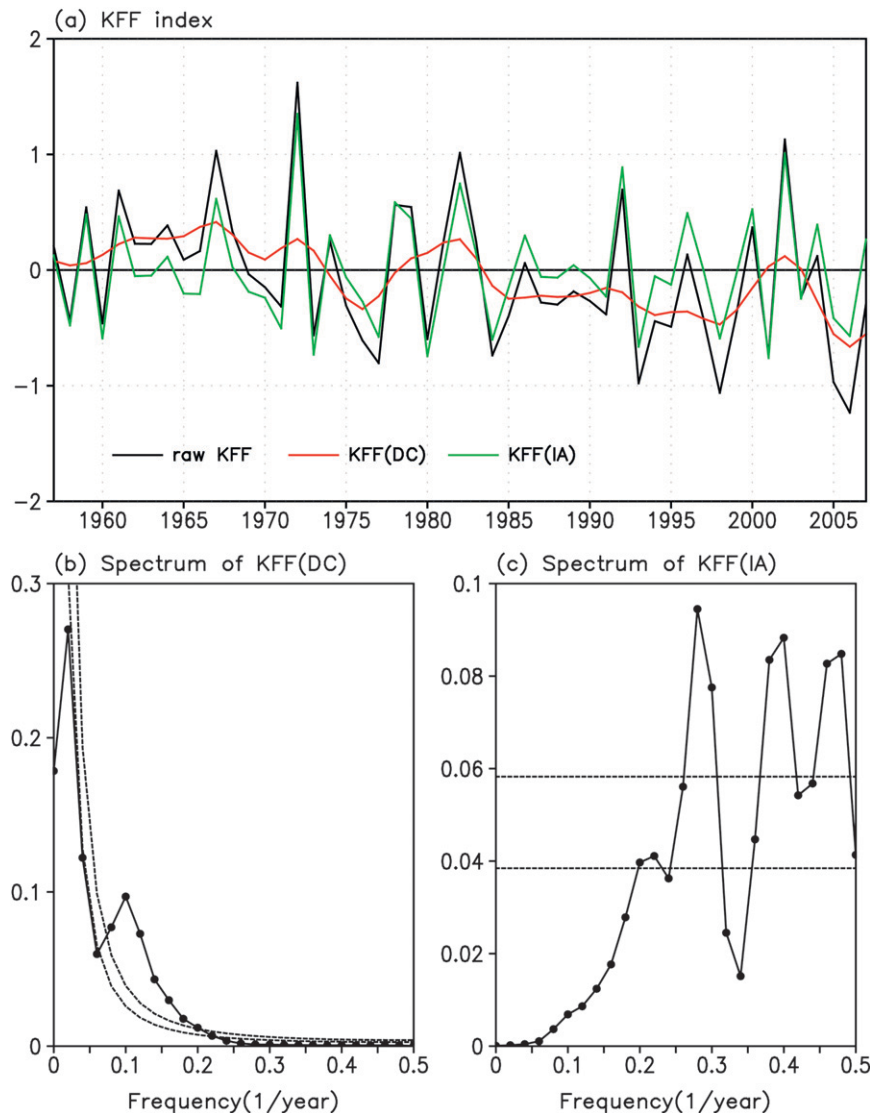 (a) KFF index
2
1
0
−1
−2
raw KFF KFF(DC) KFF(IA)
1960 1965 1970 1975 1980 1985 1990 1995 2000 2005
(b) Spectrum of KFF(DC)
0.3
0.2
0.1
0
0 0.1 0.2 0.3 0.4 0.5
Frequency(1/year)
(c) Spectrum of KFF(IA)
0.1
0.08
0.06
0.04
0.02
0
0 0.1 0.2 0.3 0.4 0.5
Frequency(1/year)